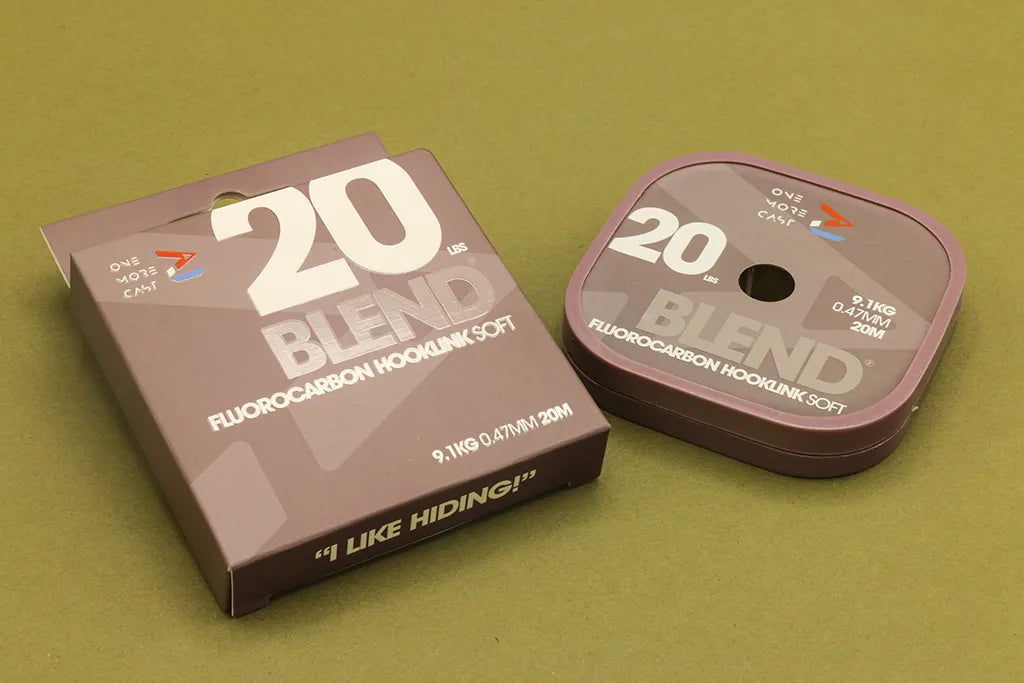 ONE
MORE
CAST
20 LBS
BLEND®
FLUOROCARBON HOOKLINK SOFT
9.1KG 0.47MM 20M
“I LIKE HIDING!”
ONE
MORE
CAST
20 LBS
9.1KG
0.47MM
20M
BLEND®
FLUOROCARBON HOOKLINK SOFT